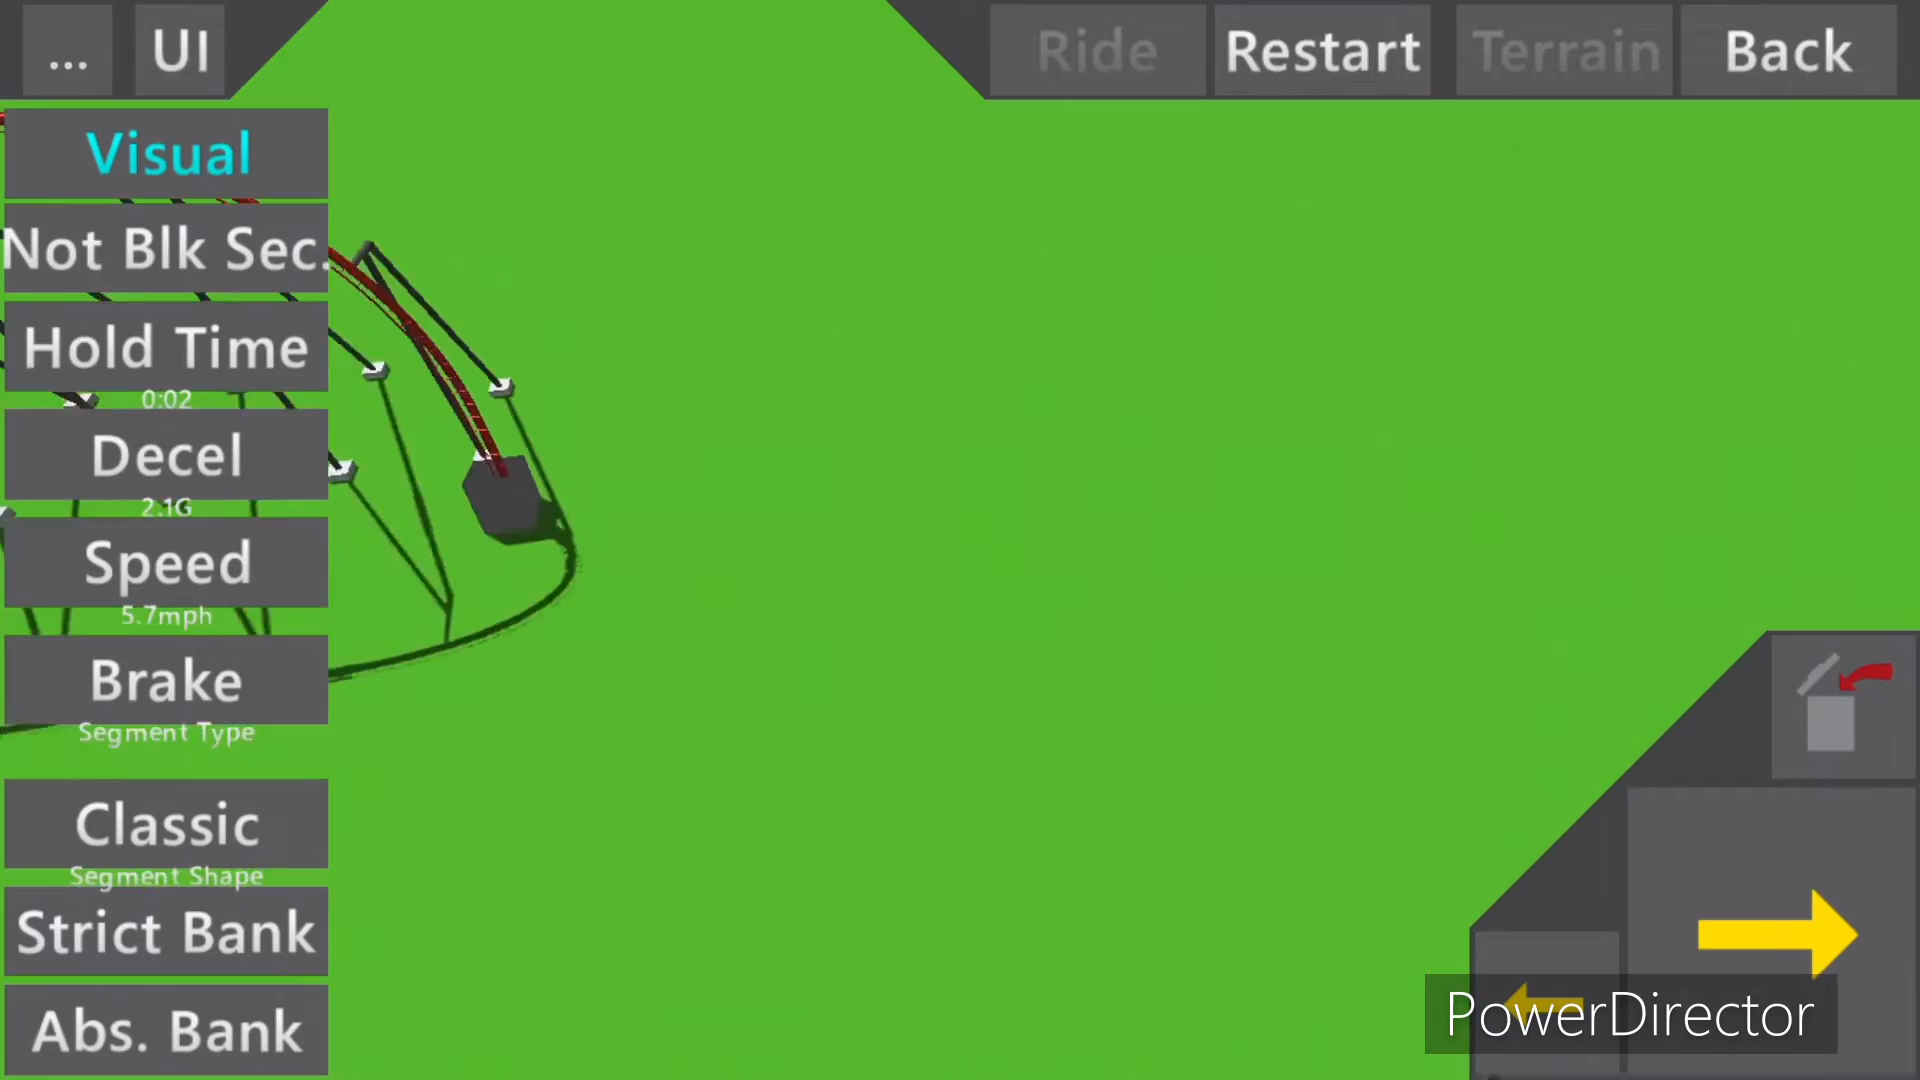 ...
UI
Ride
Restart
Terrain
Back
Visual
Not Blk Sec.
Hold Time
0:02
Decel
2.1G
Speed
5.7mph
Brake
Segment Type
Classic
Segment Shape
Strict Bank
Abs. Bank
PowerDirector